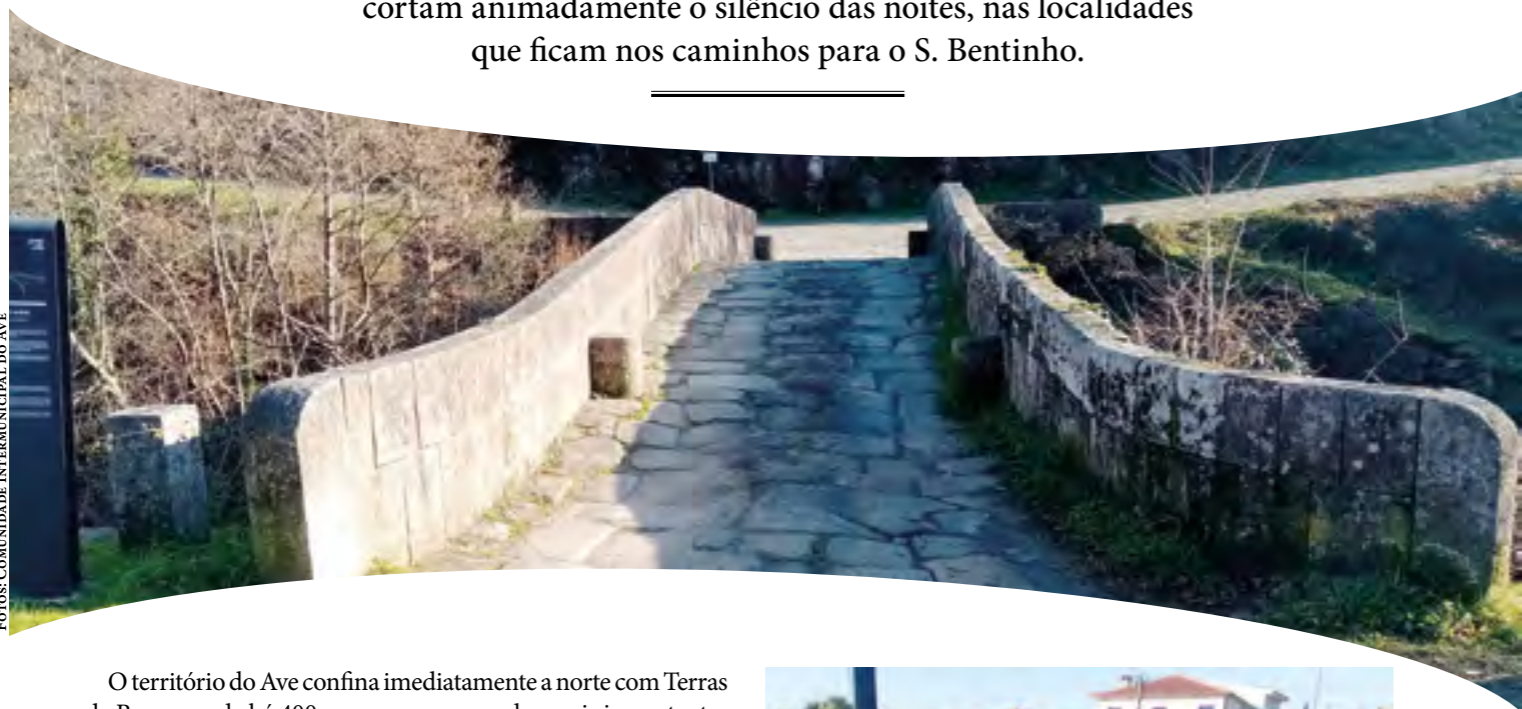 cortam animadamente o silêncio das noites, nas localidades
que ficam nos caminhos para o S. Bentinho.
FOTOS: COMUNIDADE INTERMUNICIPAL DO AVE
O território do Ave confina imediatamente a norte com Terras